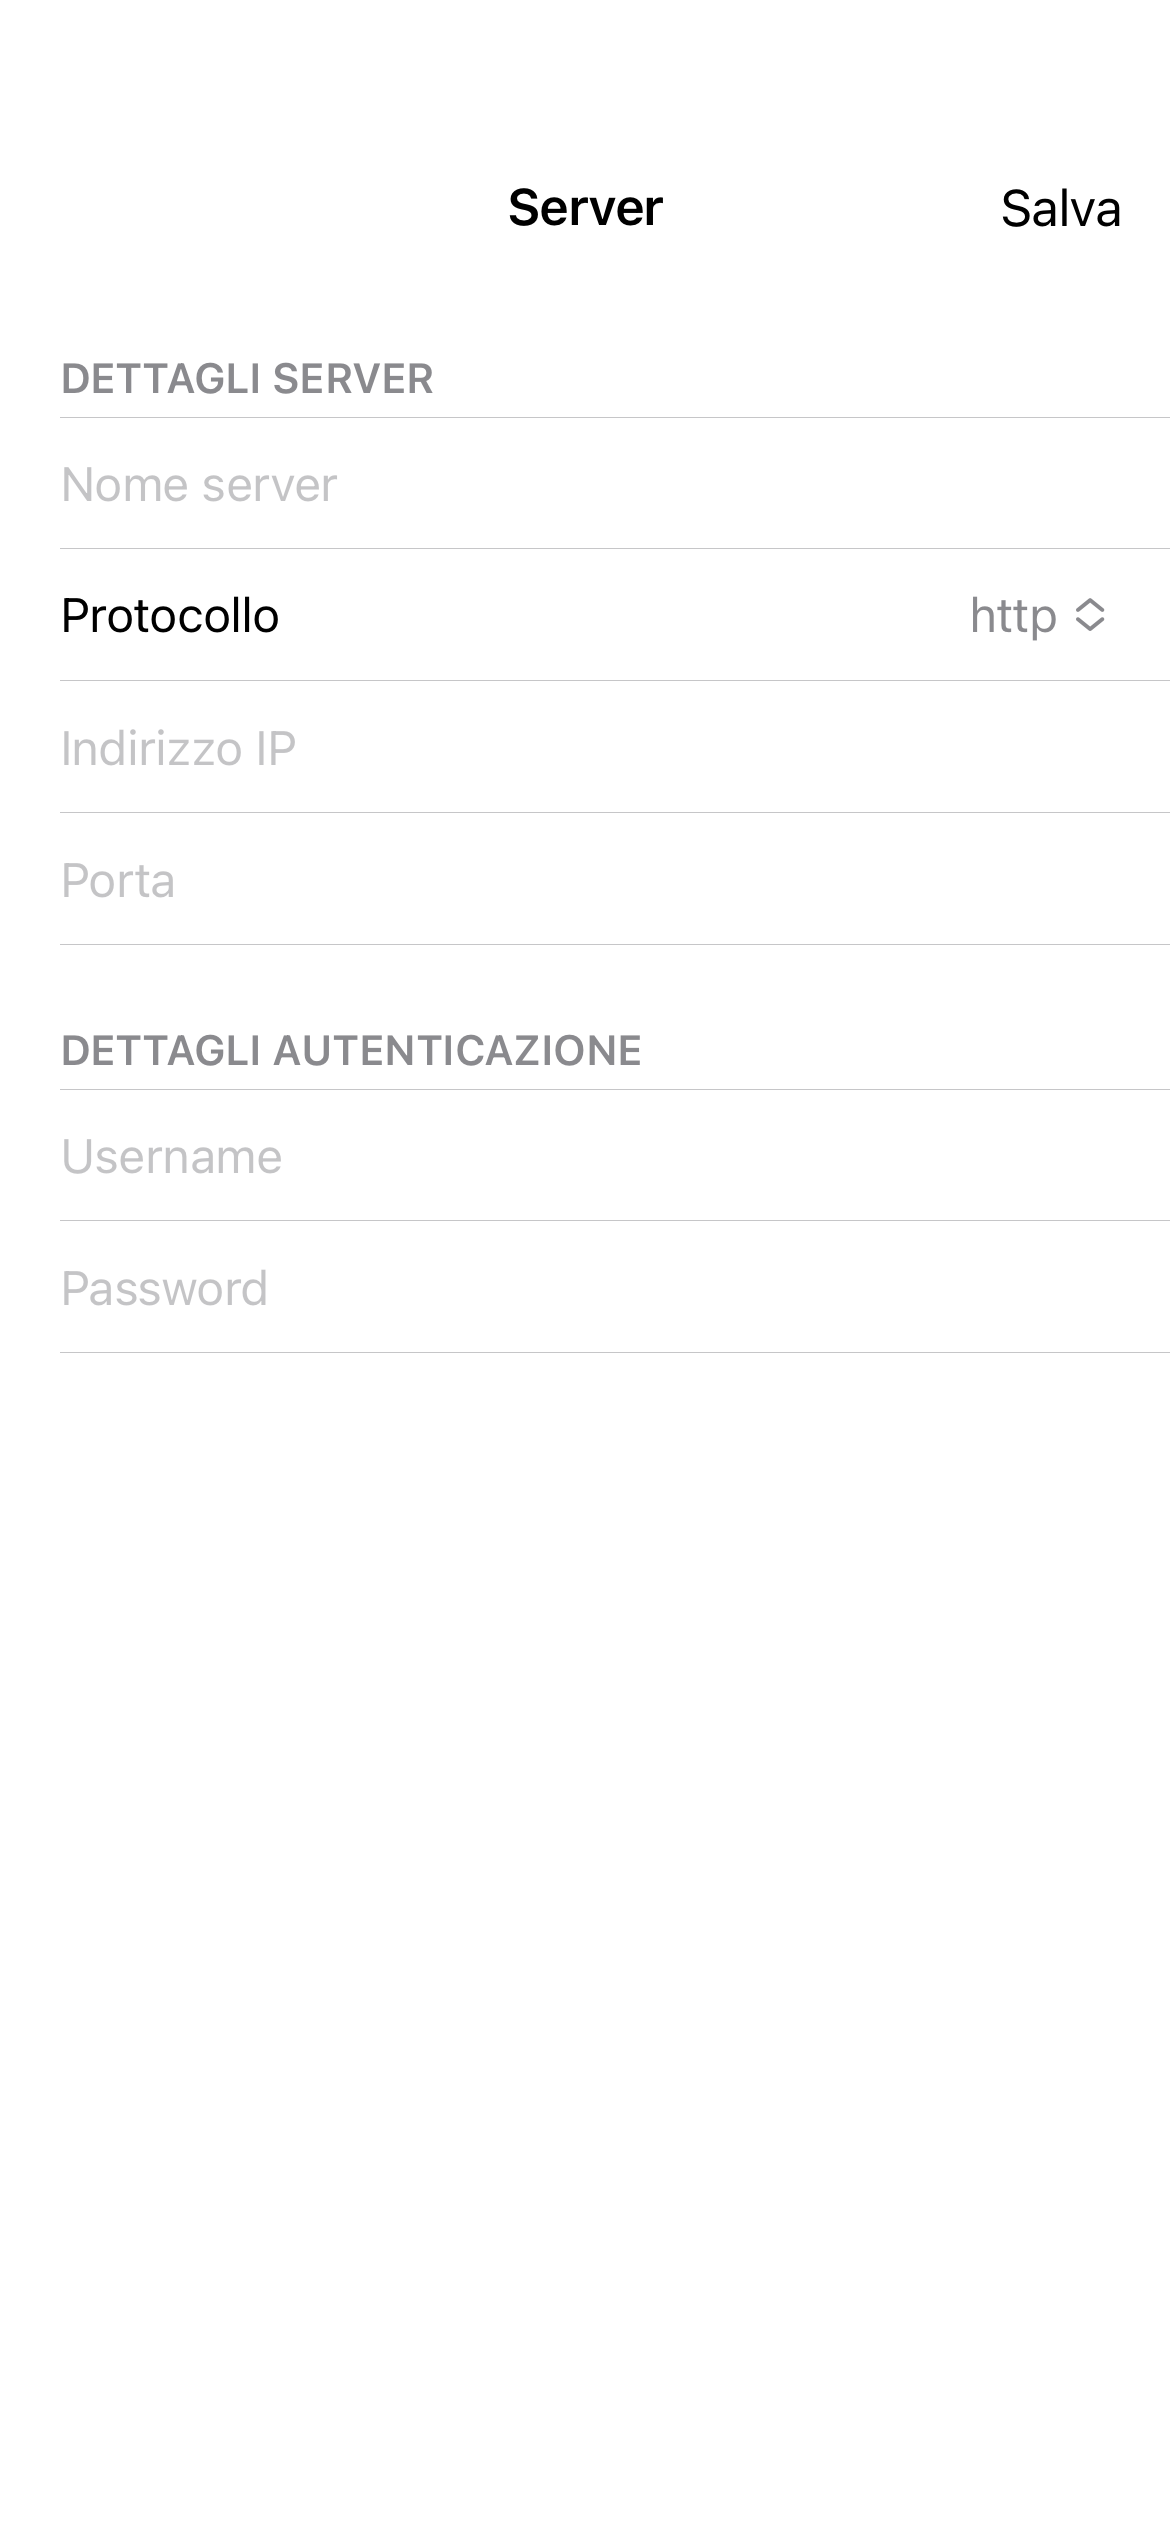 Server
Salva
DETTAGLI SERVER
Nome server
Protocollo
http
Indirizzo IP
Porta
DETTAGLI AUTENTICAZIONE
Username
Password